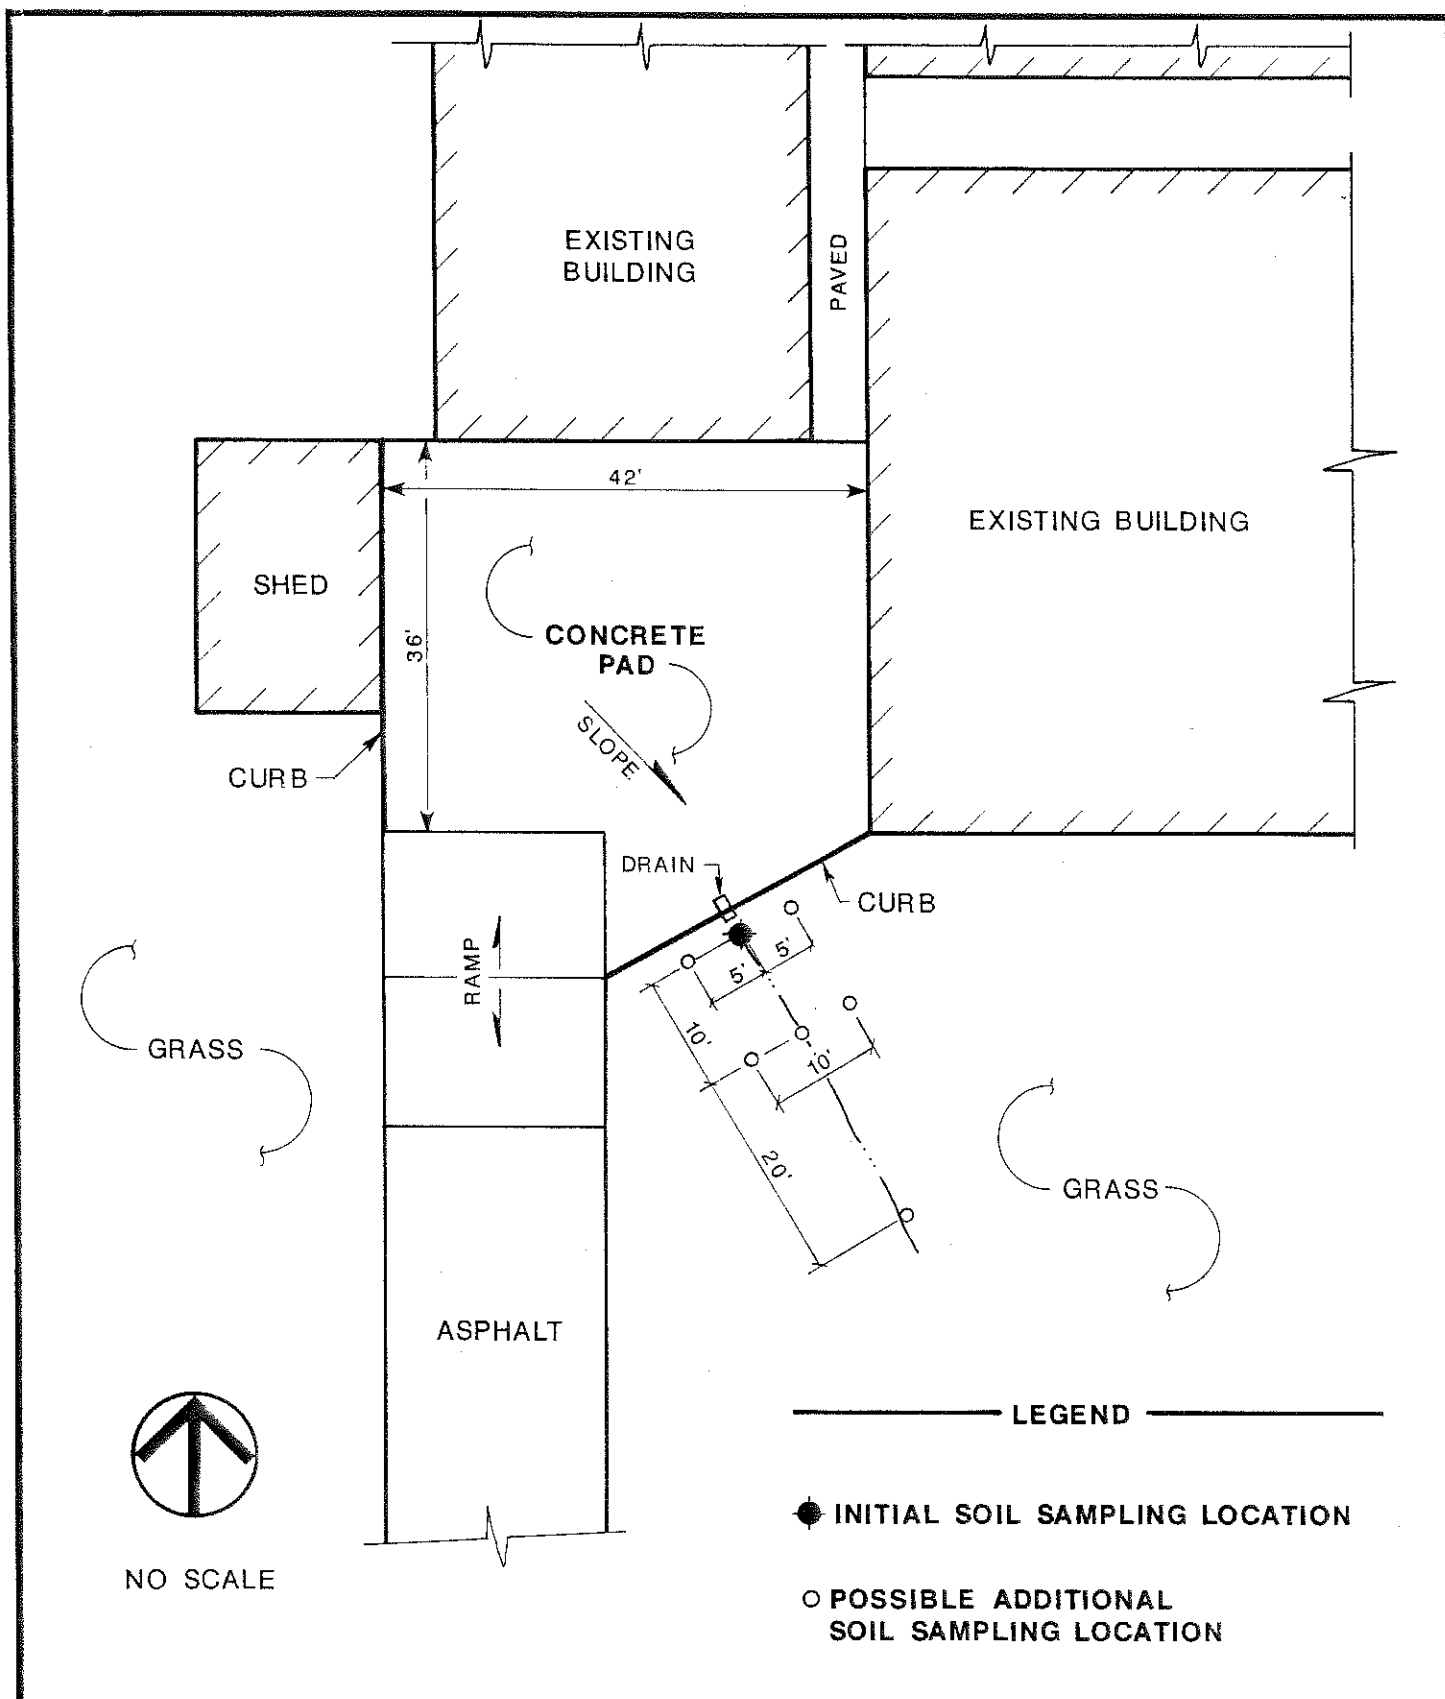 EXISTING
BUILDING
PAVED
42'
EXISTING BUILDING
SHED
36'
CONCRETE
PAD
SLOPE
CURB
DRAIN
CURB
5'
5'
RAMP
10'
10'
GRASS
20'
GRASS
ASPHALT
LEGEND
INITIAL SOIL SAMPLING LOCATION
NO SCALE
POSSIBLE ADDITIONAL
SOIL SAMPLING LOCATION